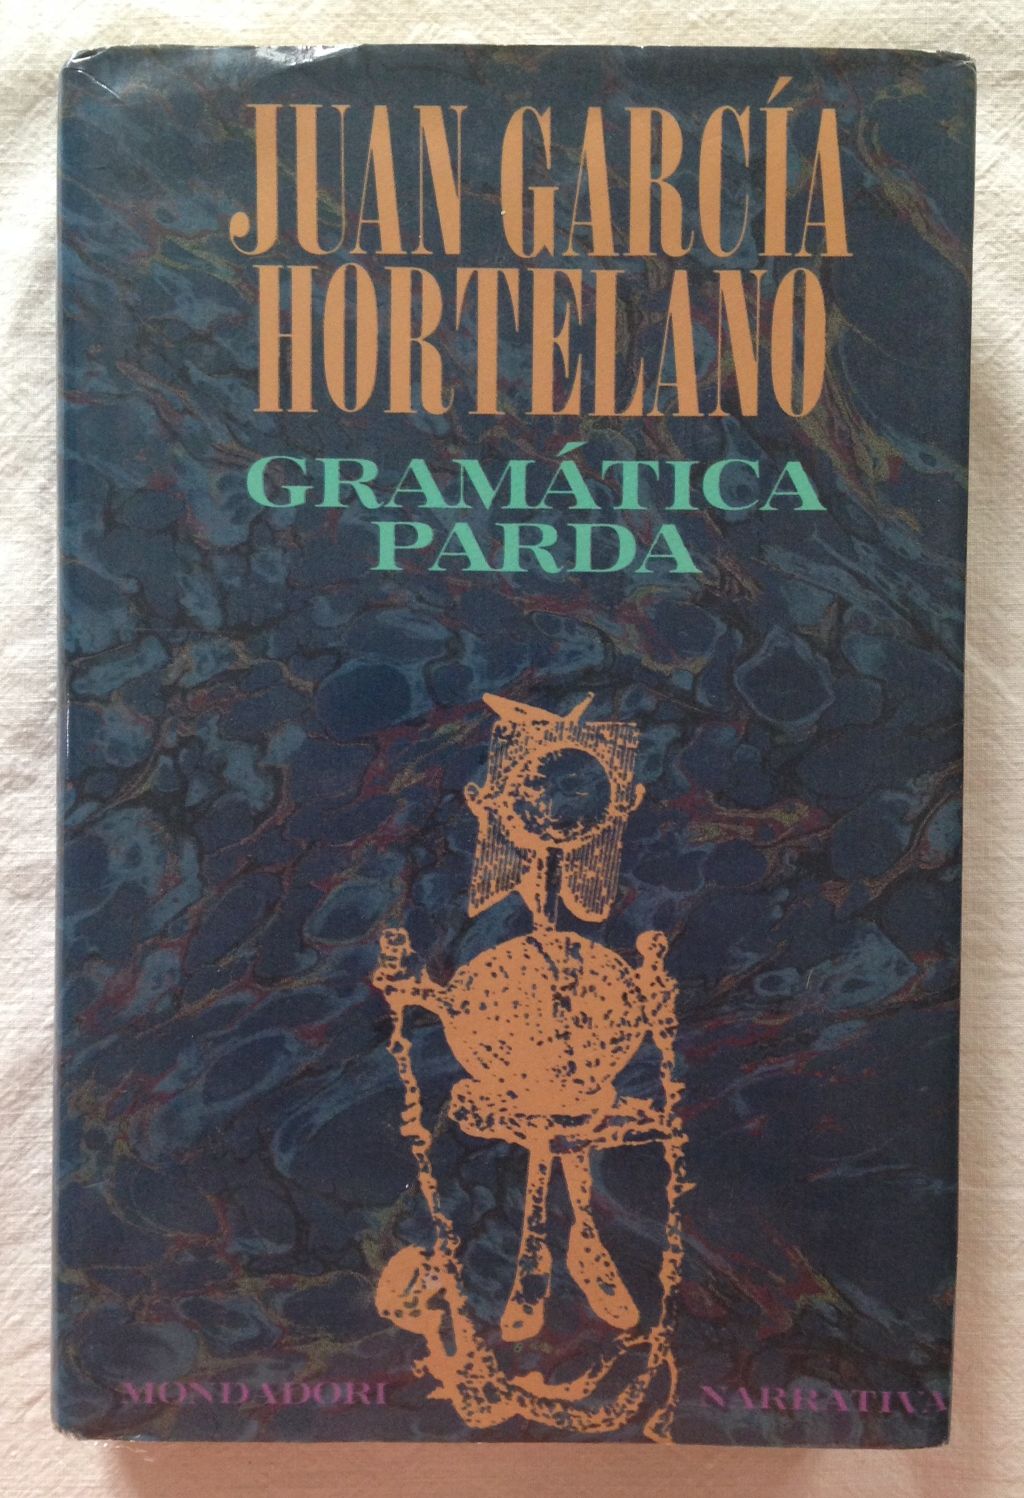 JUAN GARCÍA
HORTELANO
GRAMÁTICA
PARDA
MONDADORI
NARRATIVA